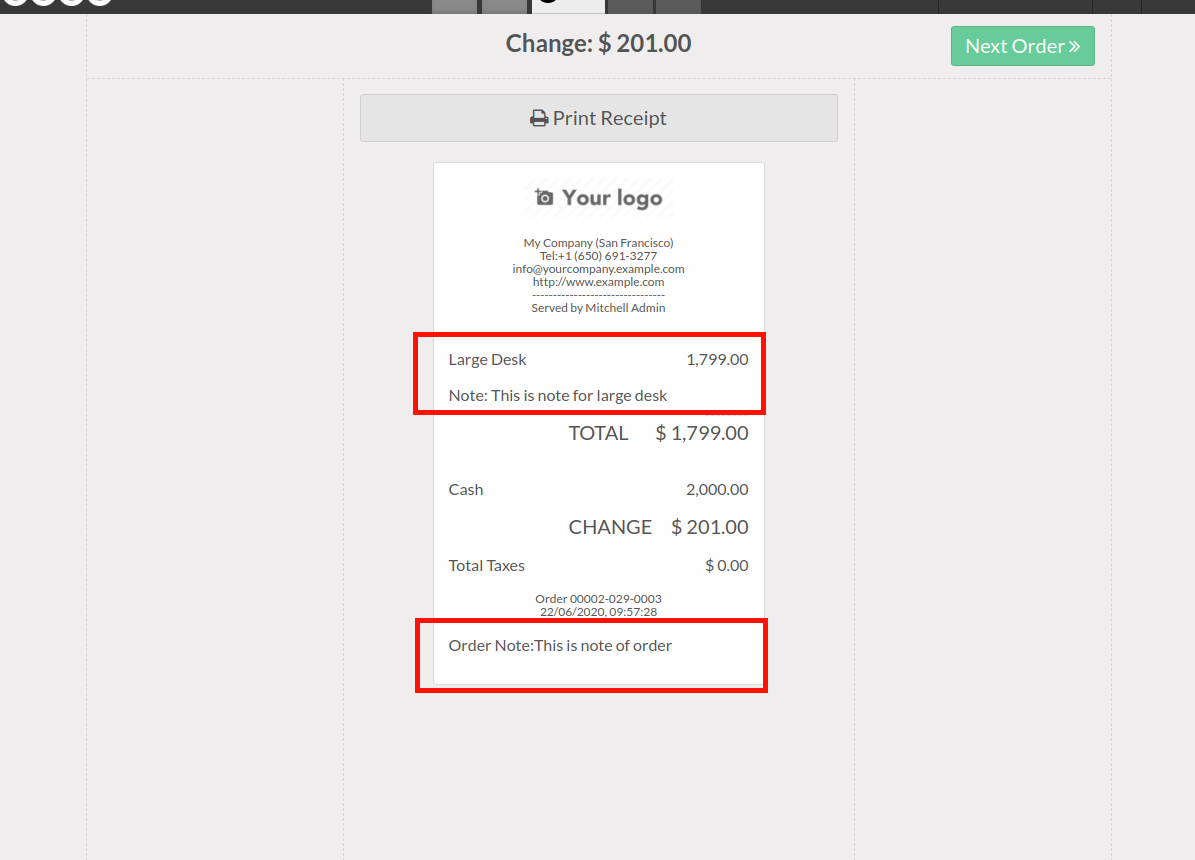 Change: $ 201.00
Next Order »
Print Receipt
Your logo
My Company (San Francisco)
Tel:+1 (650) 691-3277
info@yourcompany.example.com
http://www.example.com
--------------------------------
Served by Mitchell Admin
Large Desk 1,799.00
Note: This is note for large desk
TOTAL $ 1,799.00
Cash 2,000.00
CHANGE $ 201.00
Total Taxes $ 0.00
Order 00002-029-0003
22/06/2020, 09:57:28
Order Note:This is note of order